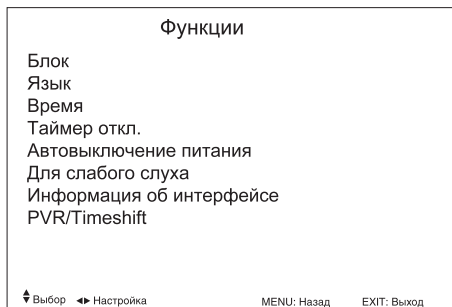 Функции
Блок
Язык
Время
Таймер откл.
Автовыключение питания
Для слабого слуха
Информация об интерфейсе
PVR/Timeshift
Выбор Настройка MENU: Назад EXIT: Выход